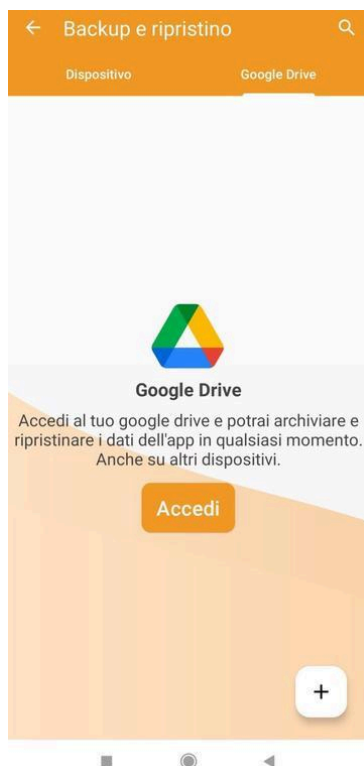 Backup e ripristino
Dispositivo
Google Drive
Google Drive
Accedi al tuo google drive e potrai archiviare e
ripristinare i dati dell'app in qualsiasi momento.
Anche su altri dispositivi.
Accedi
+